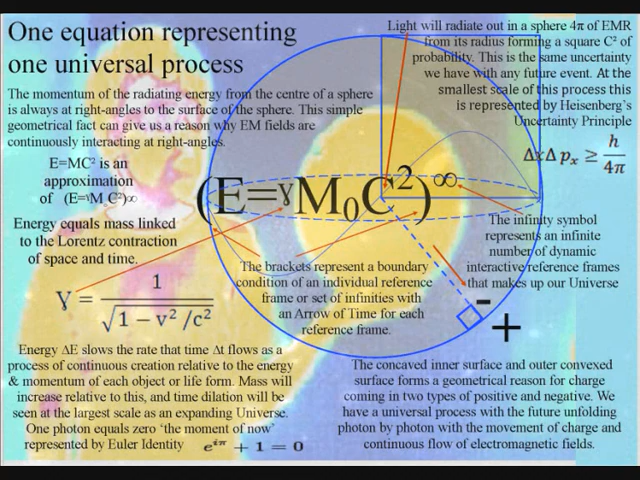 One equation representing
one universal process
The momentum of the radiating energy from the centre of a sphere
is always at right-angles to the surface of the sphere. This simple
geometrical fact can give us a reason why EM fields are
continuously interacting at right-angles.
E=MC² is an
approximation
of (E=ɣM C²)∞
Energy equals mass linked
to the Lorentz contraction
of space and time.
γ = 1 / √(1 − v²/c²)
Light will radiate out in a sphere 4π of EMR
from its radius forming a square C² of
probability. This is the same uncertainty
we have with any future event. At the
smallest scale of this process this
is represented by Heisenberg's
Uncertainty Principle
Δx Δ pₓ ≥ h / 4π
(E=ɣM₀C²)∞
The infinity symbol
represents an infinite
number of dynamic
interactive reference frames
that makes up our Universe
The brackets represent a boundary
condition of an individual reference
frame or set of infinities with
an Arrow of Time for each
reference frame.
-
+
Energy ΔE slows the rate that time Δt flows as a
process of continuous creation relative to the energy
& momentum of each object or life form. Mass will
increase relative to this, and time dilation will be
seen at the largest scale as an expanding Universe.
One photon equals zero ‘the moment of now’
represented by Euler Identity e^iπ + 1 = 0
The concaved inner surface and outer convexed
surface forms a geometrical reason for charge
coming in two types of positive and negative. We
have a universal process with the future unfolding
photon by photon with the movement of charge and
continuous flow of electromagnetic fields.